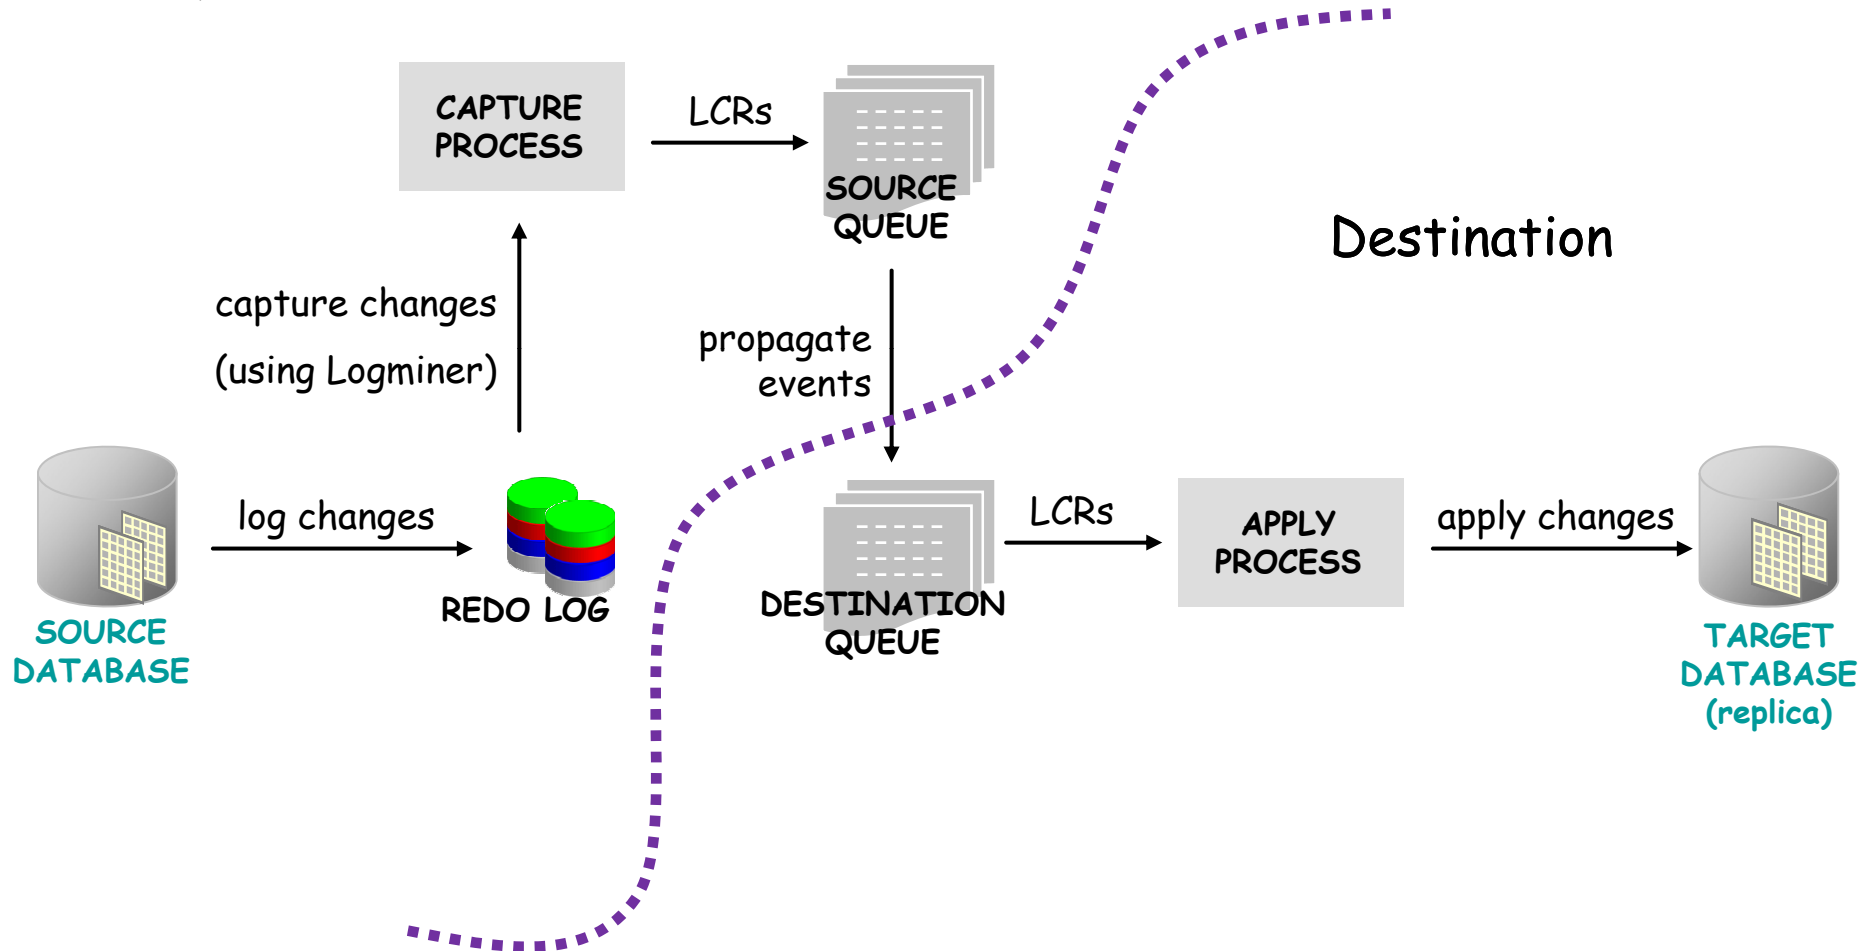 CAPTURE
PROCESS
LCRs
SOURCE
QUEUE
Destination
capture changes
(using Logminer)
propagate
events
log changes
REDO LOG
SOURCE
DATABASE
DESTINATION
QUEUE
LCRs
APPLY
PROCESS
apply changes
TARGET
DATABASE
(replica)